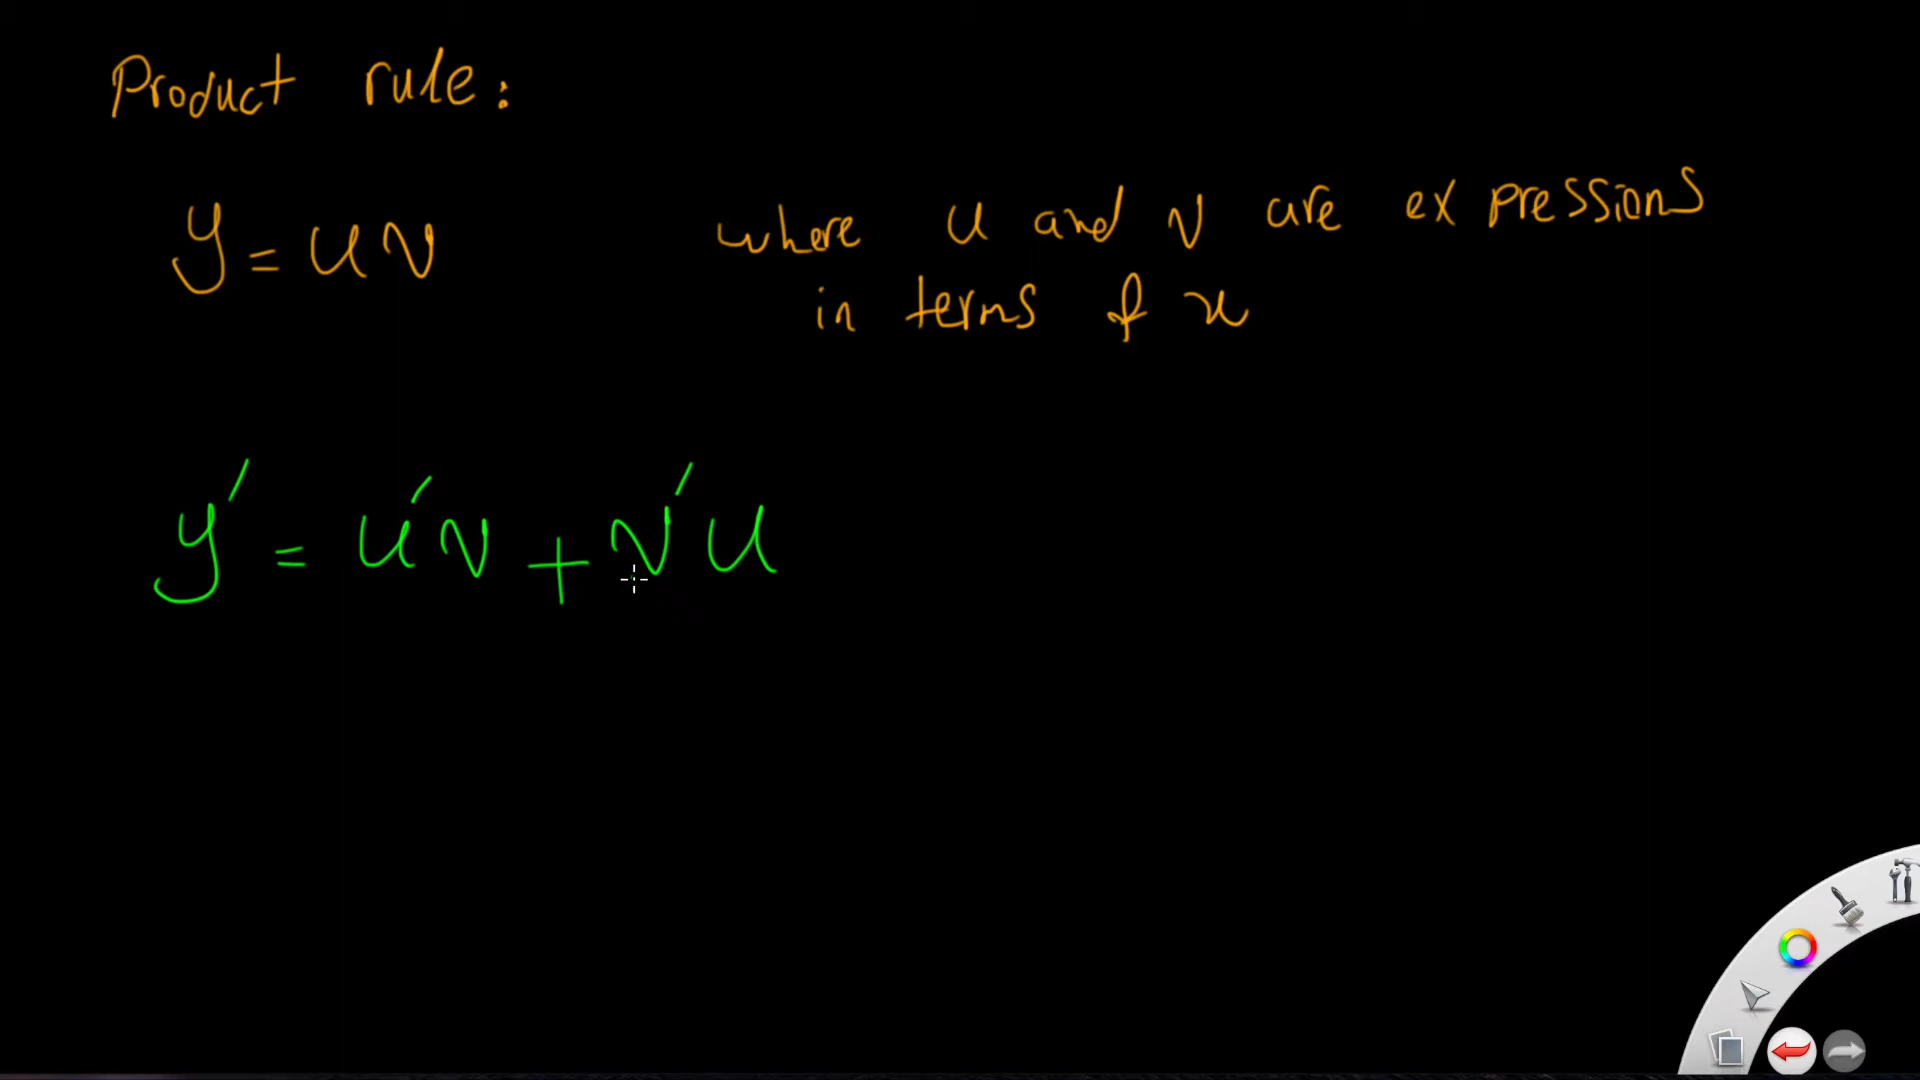 Product rule:
y = uv
where u and v are expressions
in terms of x
y' = u'v + v'u